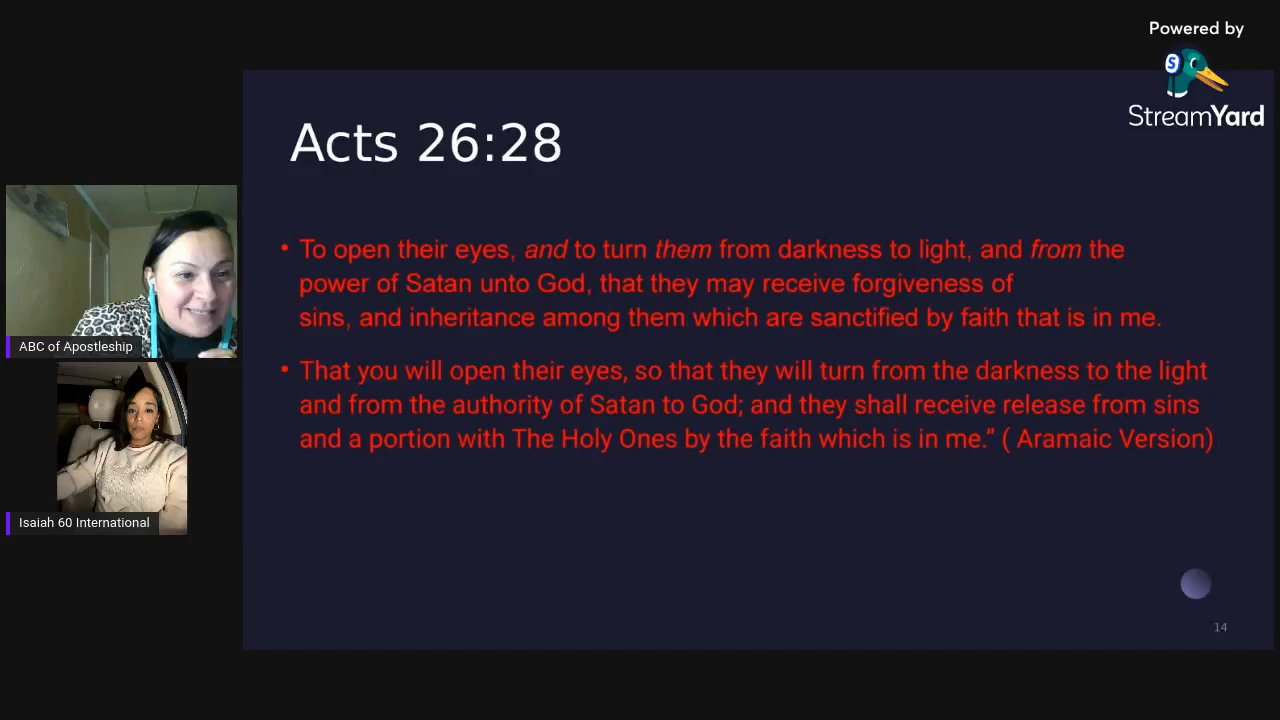 Powered by
S
StreamYard
Acts 26:28
• To open their eyes, and to turn them from darkness to light, and from the
power of Satan unto God, that they may receive forgiveness of
sins, and inheritance among them which are sanctified by faith that is in me.
• That you will open their eyes, so that they will turn from the darkness to the light
and from the authority of Satan to God; and they shall receive release from sins
and a portion with The Holy Ones by the faith which is in me.” ( Aramaic Version)
ABC of Apostleship
Isaiah 60 International
14